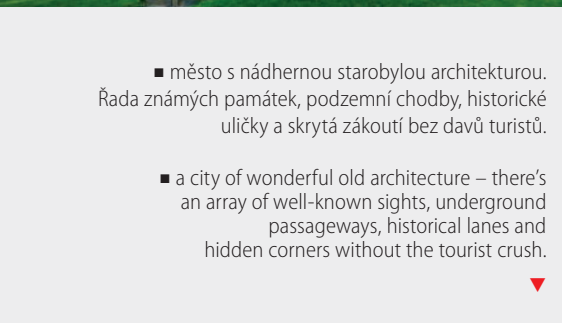 ■ město s nádhernou starobylou architekturou.
Řada známých památek, podzemní chodby, historické
uličky a skrytá zákoutí bez davů turistů.
■ a city of wonderful old architecture – there’s
an array of well-known sights, underground
passageways, historical lanes and
hidden corners without the tourist crush.
▼